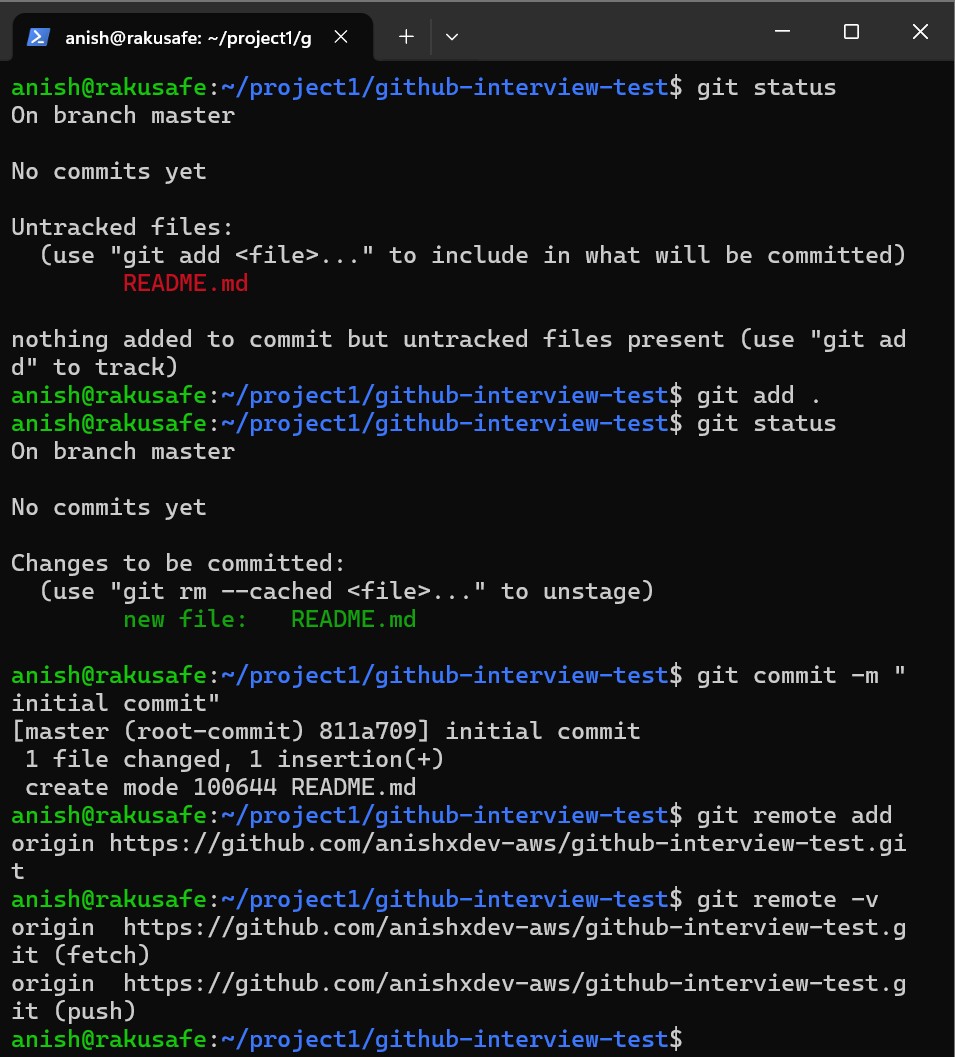 anish@rakusafe: ~/project1/g
anish@rakusafe:~/project1/github-interview-test$ git status
On branch master
No commits yet
Untracked files:
  (use "git add <file>..." to include in what will be committed)
        README.md
nothing added to commit but untracked files present (use "git ad
d" to track)
anish@rakusafe:~/project1/github-interview-test$ git add .
anish@rakusafe:~/project1/github-interview-test$ git status
On branch master
No commits yet
Changes to be committed:
  (use "git rm --cached <file>..." to unstage)
        new file:   README.md
anish@rakusafe:~/project1/github-interview-test$ git commit -m "
initial commit"
[master (root-commit) 811a709] initial commit
 1 file changed, 1 insertion(+)
 create mode 100644 README.md
anish@rakusafe:~/project1/github-interview-test$ git remote add
origin https://github.com/anishxdev-aws/github-interview-test.gi
t
anish@rakusafe:~/project1/github-interview-test$ git remote -v
origin  https://github.com/anishxdev-aws/github-interview-test.g
it (fetch)
origin  https://github.com/anishxdev-aws/github-interview-test.g
it (push)
anish@rakusafe:~/project1/github-interview-test$